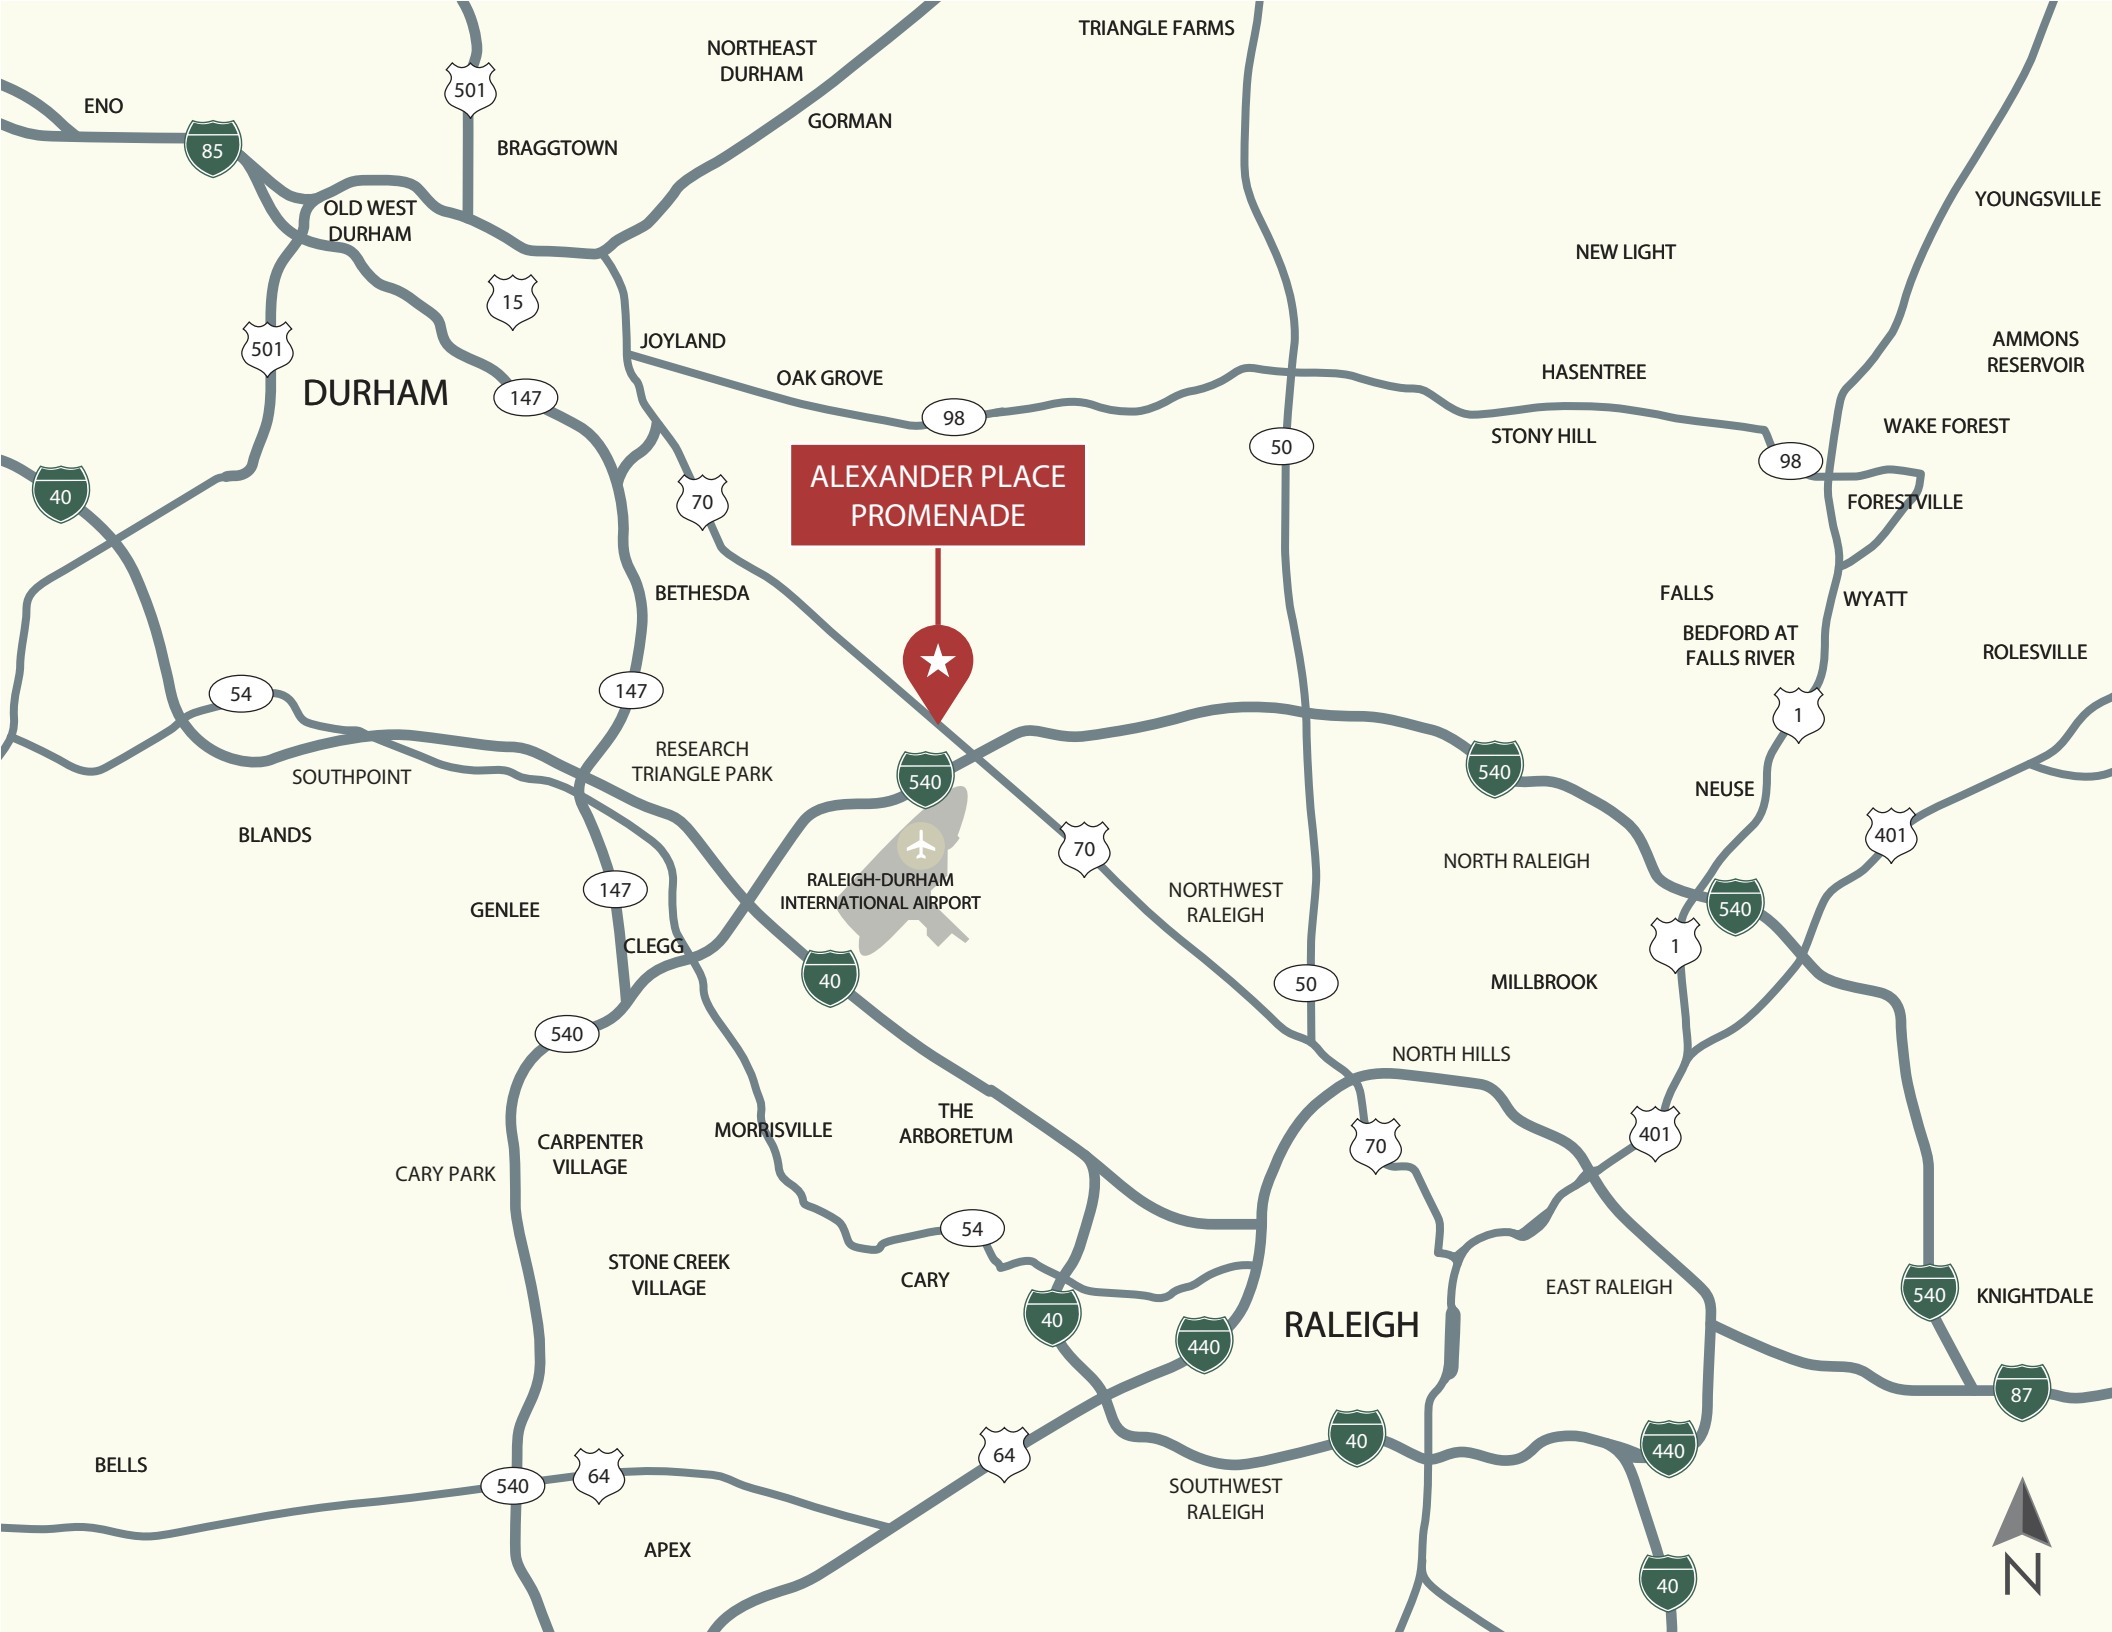 TRIANGLE FARMS
NORTHEAST
DURHAM
501
ENO
GORMAN
85
BRAGGTOWN
YOUNGSVILLE
OLD WEST
DURHAM
NEW LIGHT
15
501
JOYLAND
AMMONS
RESERVOIR
HASENTREE
OAK GROVE
DURHAM
147
98
WAKE FOREST
STONY HILL
50
98
ALEXANDER PLACE
PROMENADE
40
70
FORESTVILLE
BETHESDA
FALLS
WYATT
BEDFORD AT
FALLS RIVER
ROLESVILLE
54
147
1
RESEARCH
TRIANGLE PARK
SOUTHPOINT
540
540
NEUSE
BLANDS
401
70
NORTH RALEIGH
RALEIGH-DURHAM
INTERNATIONAL AIRPORT
147
NORTHWEST
RALEIGH
GENLEE
540
CLEGG
1
40
50
MILLBROOK
540
NORTH HILLS
THE
ARBORETUM
MORRISVILLE
401
CARPENTER
VILLAGE
70
CARY PARK
54
STONE CREEK
VILLAGE
CARY
EAST RALEIGH
540
KNIGHTDALE
40
RALEIGH
440
87
40
440
64
BELLS
64
540
SOUTHWEST
RALEIGH
APEX
40
N